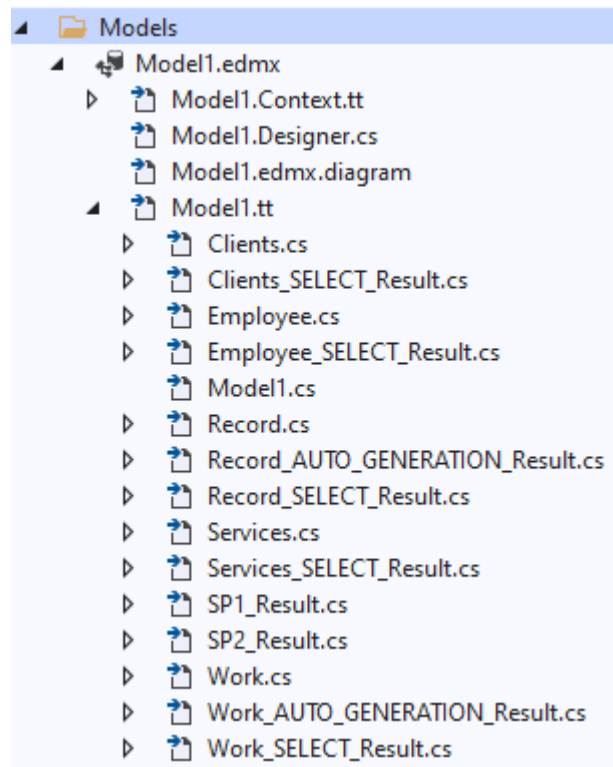 Models
Model1.edmx
Model1.Context.tt
Model1.Designer.cs
Model1.edmx.diagram
Model1.tt
Clients.cs
Clients_SELECT_Result.cs
Employee.cs
Employee_SELECT_Result.cs
Model1.cs
Record.cs
Record_AUTO_GENERATION_Result.cs
Record_SELECT_Result.cs
Services.cs
Services_SELECT_Result.cs
SP1_Result.cs
SP2_Result.cs
Work.cs
Work_AUTO_GENERATION_Result.cs
Work_SELECT_Result.cs